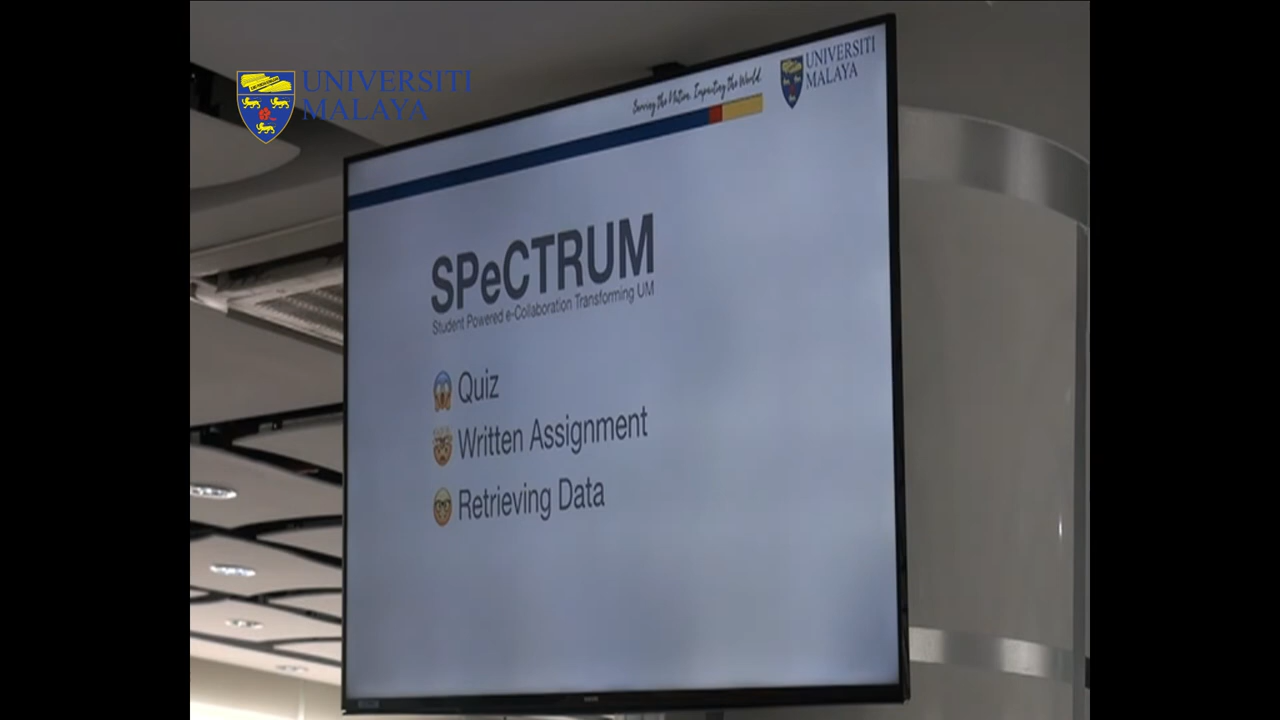 UNIVERSITI
MALAYA
Serving the Nation. Impacting the World.
UNIVERSITI
MALAYA
SPeCTRUM
Student Powered e-Collaboration Transforming UM
Quiz
Written Assignment
Retrieving Data